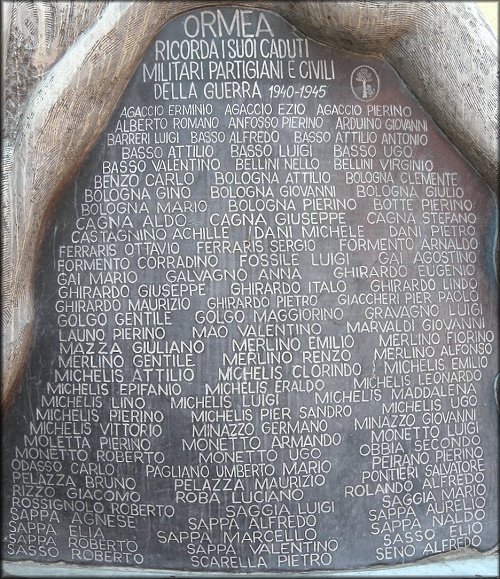 ORMEA
RICORDA I SUOI CADUTI
MILITARI PARTIGIANI E CIVILI
DELLA GUERRA 1940-1945
AGACCIO ERMINIO AGACCIO EZIO AGACCIO PIERINO
ALBERTO ROMANO ANFOSSO PIERINO ARDUINO GIOVANNI
BARRERI LUIGI BASSO ALFREDO BASSO ATTILIO ANTONIO
BASSO ATTILIO BASSO LUIGI BASSO UGO
BASSO VALENTINO BELLINI NELLO BELLINI VIRGINIO
BENZO CARLO BOLOGNA ATTILIO BOLOGNA CLEMENTE
BOLOGNA GINO BOLOGNA GIOVANNI BOLOGNA GIULIO
BOLOGNA MARIO BOLOGNA PIERINO BOTTE PIERINO
CAGNA ALDO CAGNA GIUSEPPE CAGNA STEFANO
CASTAGNINO ACHILLE DANI MICHELE DANI PIETRO
FERRARIS OTTAVIO FERRARIS SERGIO FORMENTO ARNALDO
FORMENTO CORRADINO FOSSILE LUIGI GAI AGOSTINO
GAI MARIO GALVAGNO ANNA GHIRARDO EUGENIO
GHIRARDO GIUSEPPE GHIRARDO ITALO GHIRARDO LINDO
GHIRARDO MAURIZIO GHIRARDO PIETRO GIACCHERI PIER PAOLO
GOLGO GENTILE GOLGO MAGGIORINO GRAVAGNO LUIGI
LAUNO PIERINO MAO VALENTINO MARVALDI GIOVANNI
MAZZA GIULIANO MERLINO EMILIO MERLINO FIORINO
MERLINO GENTILE MERLINO RENZO MERLINO ALFONSO
MICHELIS ATTILIO MICHELIS CLORINDO MICHELIS EMILIO
MICHELIS EPIFANIO MICHELIS ERALDO MICHELIS LEONARDO
MICHELIS LINO MICHELIS LUIGI MICHELIS MADDALENA
MICHELIS PIERINO MICHELIS PIER SANDRO MICHELIS UGO
MICHELIS VITTORIO MINAZZO GERMANO MINAZZO GIOVANNI
MOLETTA PIERINO MONETTO ARMANDO MONETTO LUIGI
MONETTO ROBERTO MONETTO UGO OBBIA SECONDO
ODASSO CARLO PAGLIANO UMBERTO MARIO PEIRANO PIERINO
PELAZZA BRUNO PELAZZA MAURIZIO PONTIERI SALVATORE
RIZZO GIACOMO ROBA LUCIANO ROLANDO ALFREDO
ROSSIGNOLO ROBERTO SAGGIA LUIGI SAGGIA MARIO
SAPPA AGNESE SAPPA ALFREDO SAPPA AURELIO
SAPPA LIA SAPPA MARCELLO SAPPA NALDO
SAPPA ROBERTO SAPPA VALENTINO SASSO ELIO
SASSO ROBERTO SCARELLA PIETRO SENO ALFREDO